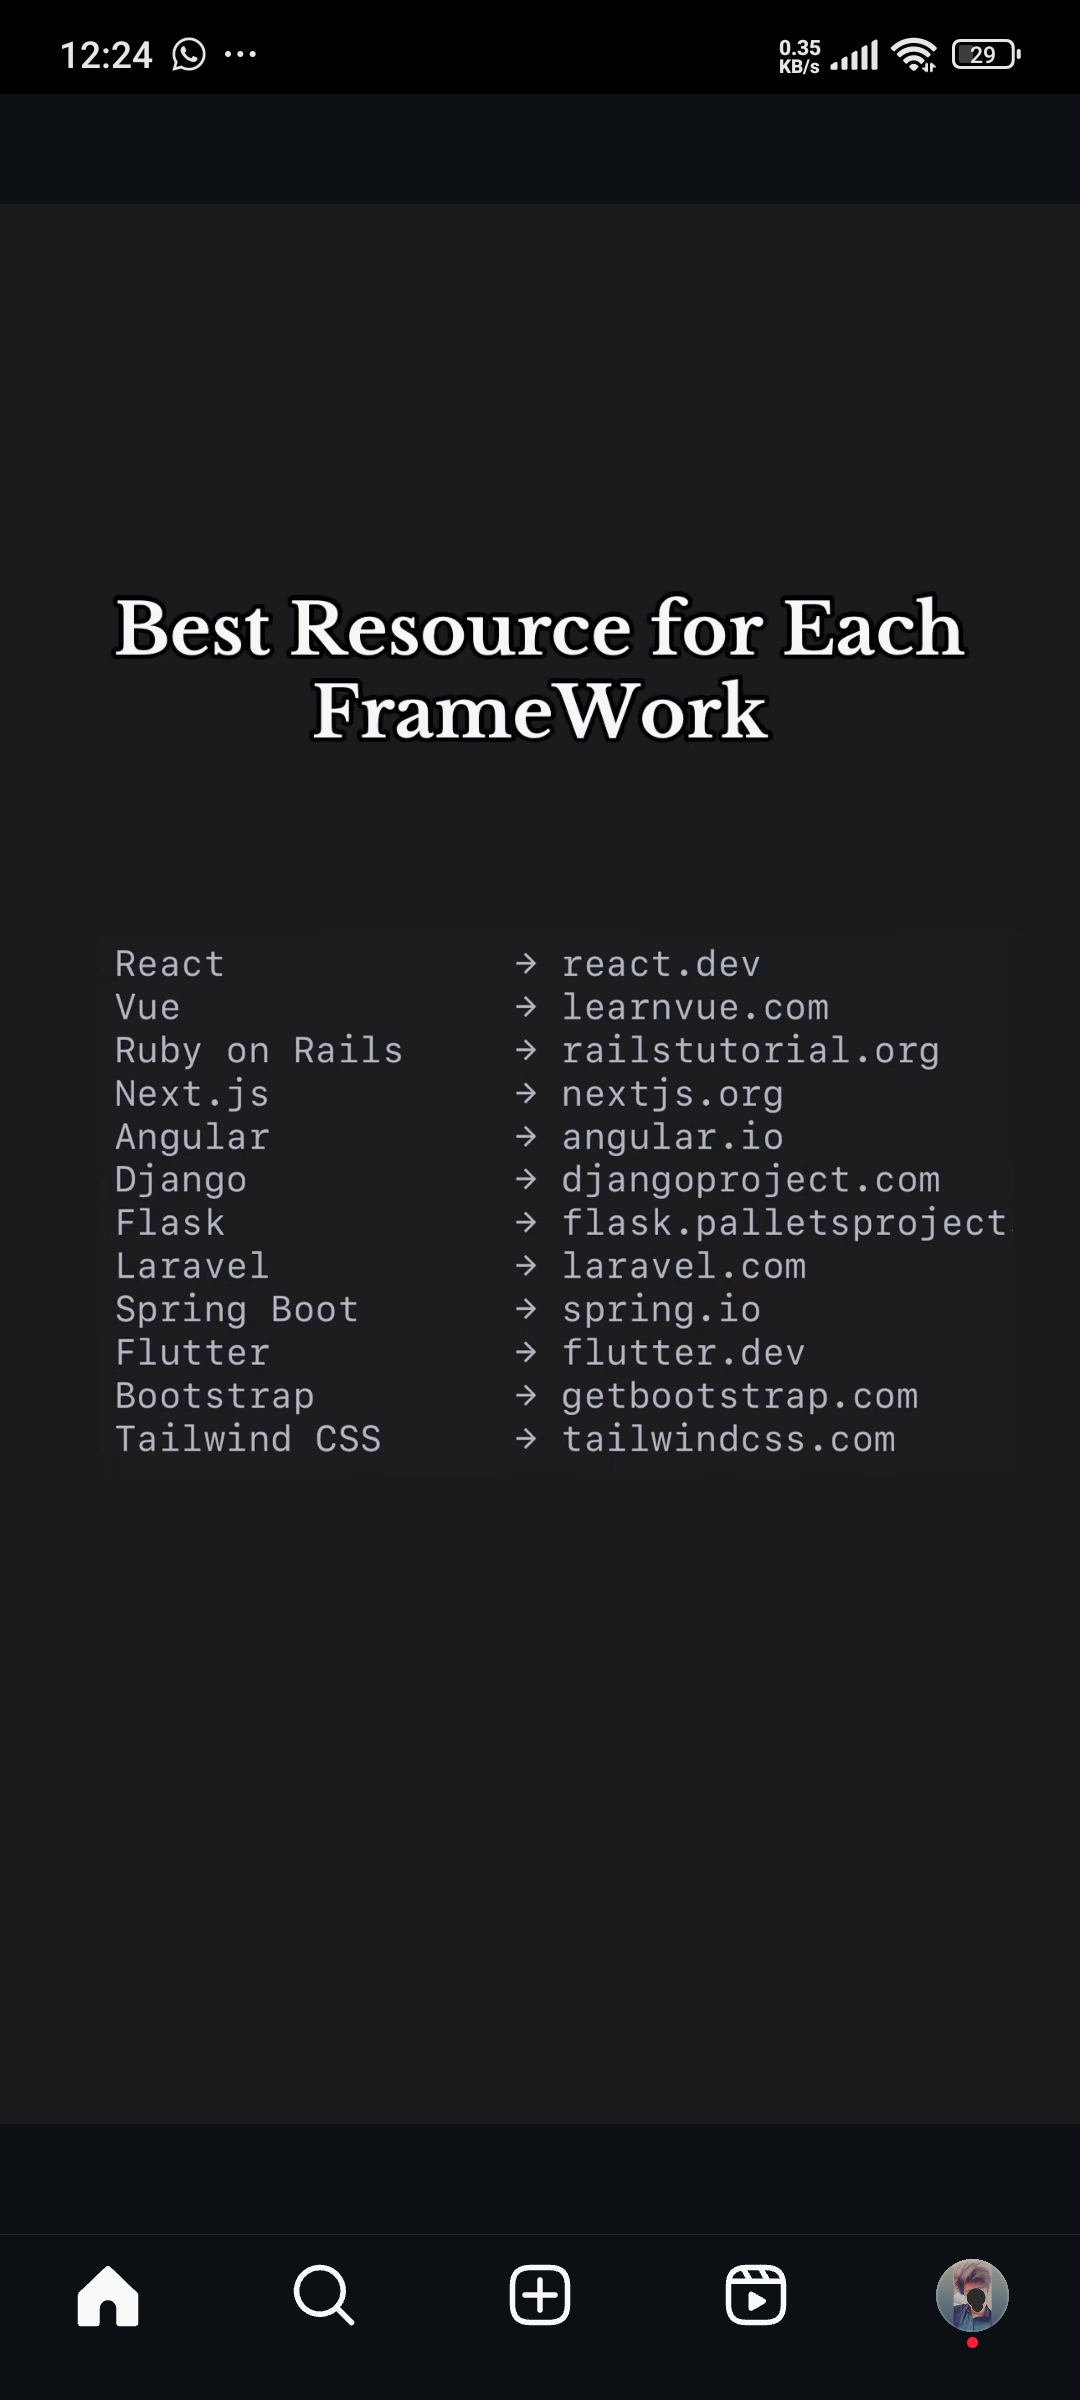 12:24
0.35
KB/s
29
Best Resource for Each
FrameWork
React → react.dev
Vue → learnvue.com
Ruby on Rails → railstutorial.org
Next.js → nextjs.org
Angular → angular.io
Django → djangoproject.com
Flask → flask.palletsproject
Laravel → laravel.com
Spring Boot → spring.io
Flutter → flutter.dev
Bootstrap → getbootstrap.com
Tailwind CSS → tailwindcss.com